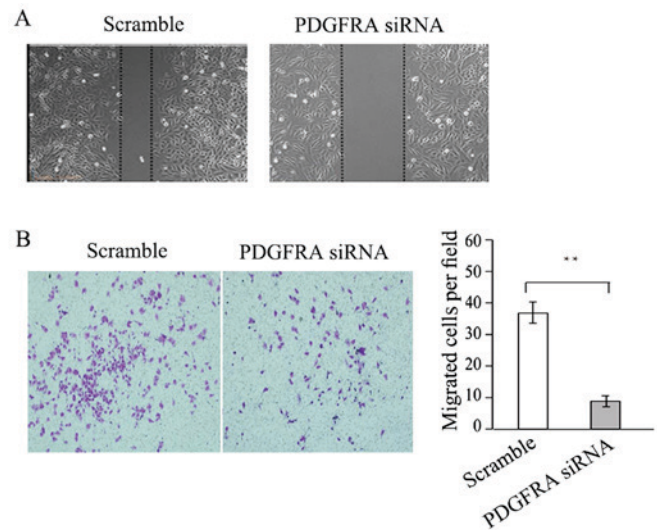 A
Scramble
PDGFRA siRNA
B
Scramble
PDGFRA siRNA
Migrated cells per field
60
50
40
30
20
10
0
**
Scramble
PDGFRA siRNA